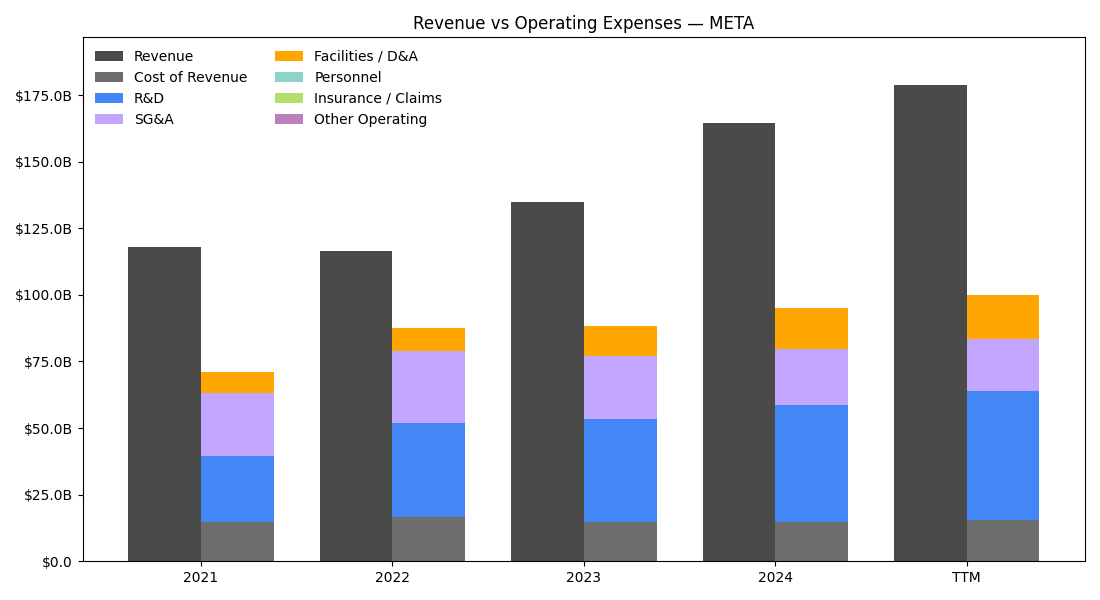 Revenue vs Operating Expenses — META
Revenue
Cost of Revenue
R&D
SG&A
Facilities / D&A
Personnel
Insurance / Claims
Other Operating
$175.0B
$150.0B
$125.0B
$100.0B
$75.0B
$50.0B
$25.0B
$0.0
2021 2022 2023 2024 TTM